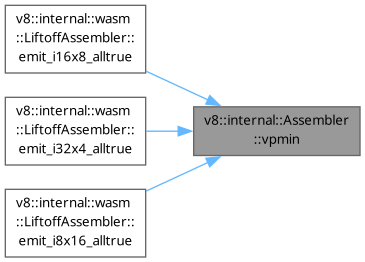 v8::internal::wasm
::LiftoffAssembler::
emit_i16x8_alltrue
v8::internal::wasm
::LiftoffAssembler::
emit_i32x4_alltrue
v8::internal::Assembler
::vpmin
v8::internal::wasm
::LiftoffAssembler::
emit_i8x16_alltrue